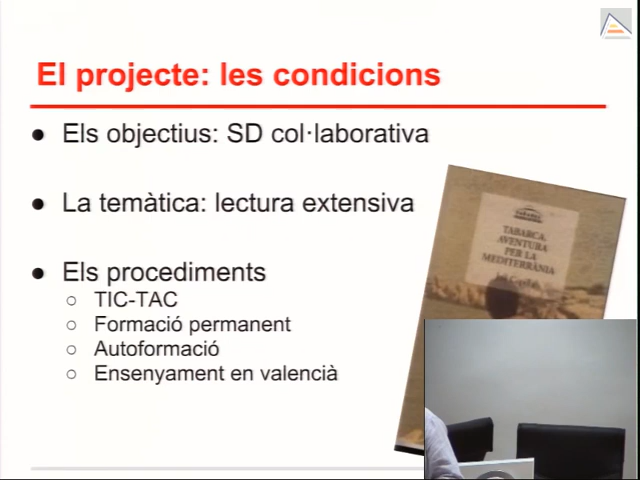 El projecte: les condicions
● Els objectius: SD col·laborativa
● La temàtica: lectura extensiva
● Els procediments
○ TIC-TAC
○ Formació permanent
○ Autoformació
○ Ensenyament en valencià
TABARCA
TABARCA,
AVENTURA
PER LA
MEDITERRÀNIA